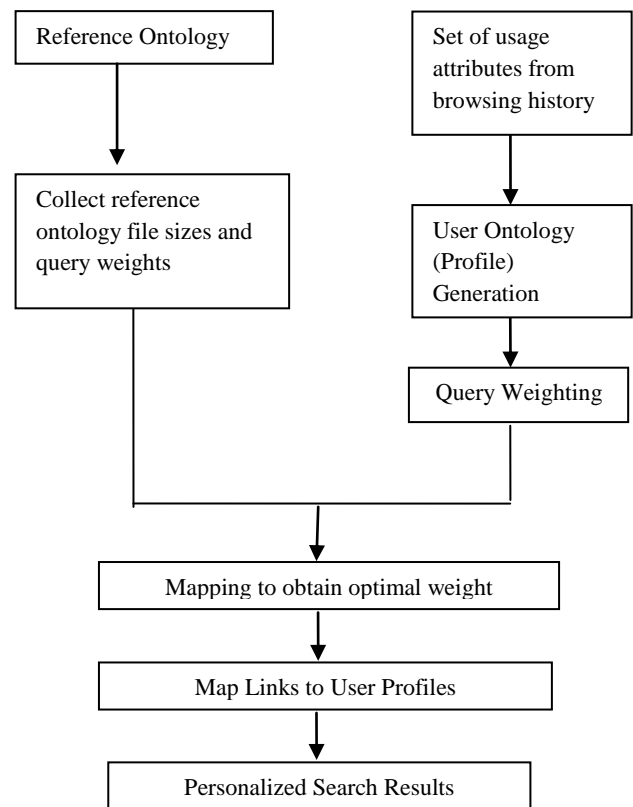 Reference Ontology
Set of usage
attributes from
browsing history
Collect reference
ontology file sizes and
query weights
User Ontology
(Profile)
Generation
Query Weighting
Mapping to obtain optimal weight
Map Links to User Profiles
Personalized Search Results